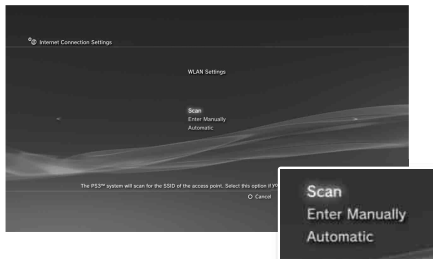 Internet Connection Settings
WLAN Settings
Scan
Enter Manually
Automatic
The PS3™ system will scan for the SSID of the access point. Select this option if
Cancel
Scan
Enter Manually
Automatic